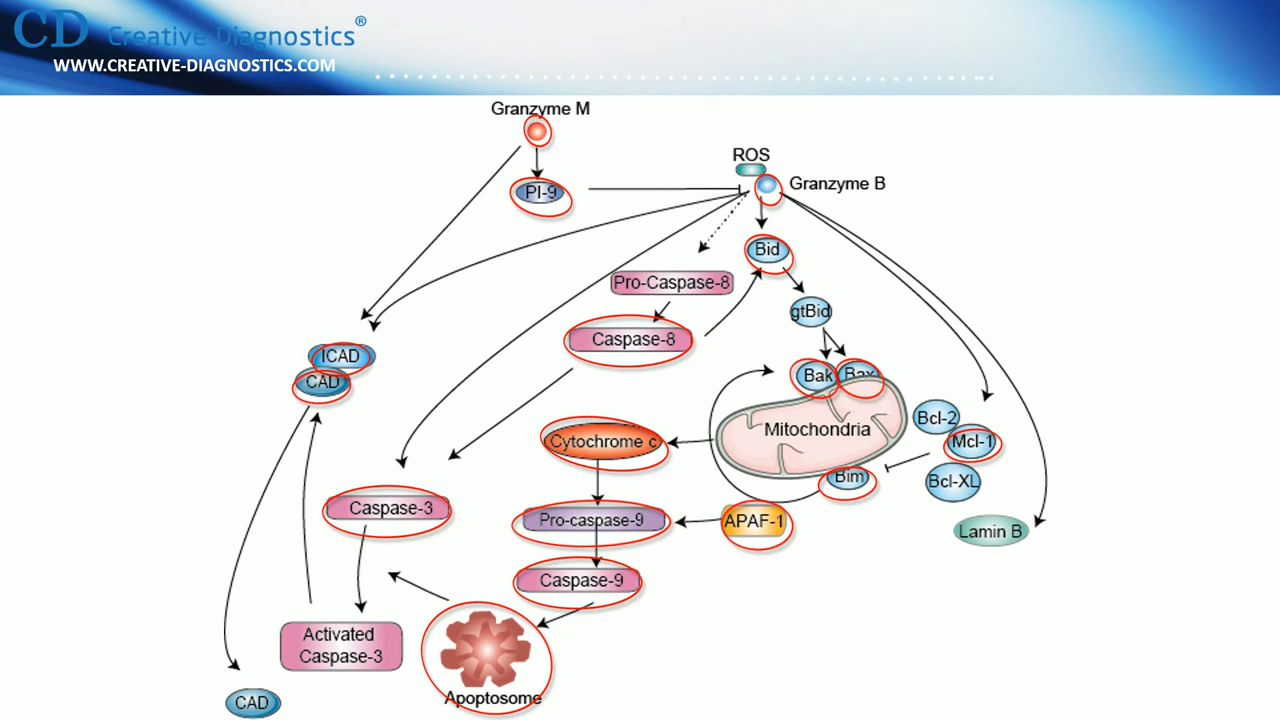 CD Creative Diagnostics®
WWW.CREATIVE-DIAGNOSTICS.COM
Granzyme M
ROS
PI-9
Granzyme B
Bid
Pro-Caspase-8
gtBid
Caspase-8
ICAD
CAD
Bak
Bax
Bcl-2
Mitochondria
Cytochrome c
Mcl-1
Bim
Bcl-XL
Caspase-3
Pro-caspase-9
APAF-1
Lamin B
Caspase-9
Activated
Caspase-3
Apoptosome
CAD